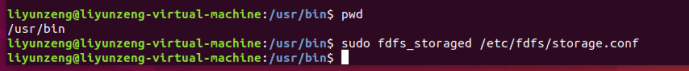 liyunzeng@liyunzeng-virtual-machine:/usr/bin$ pwd
/usr/bin
liyunzeng@liyunzeng-virtual-machine:/usr/bin$ sudo fdfs_storaged /etc/fdfs/storage.conf
liyunzeng@liyunzeng-virtual-machine:/usr/bin$